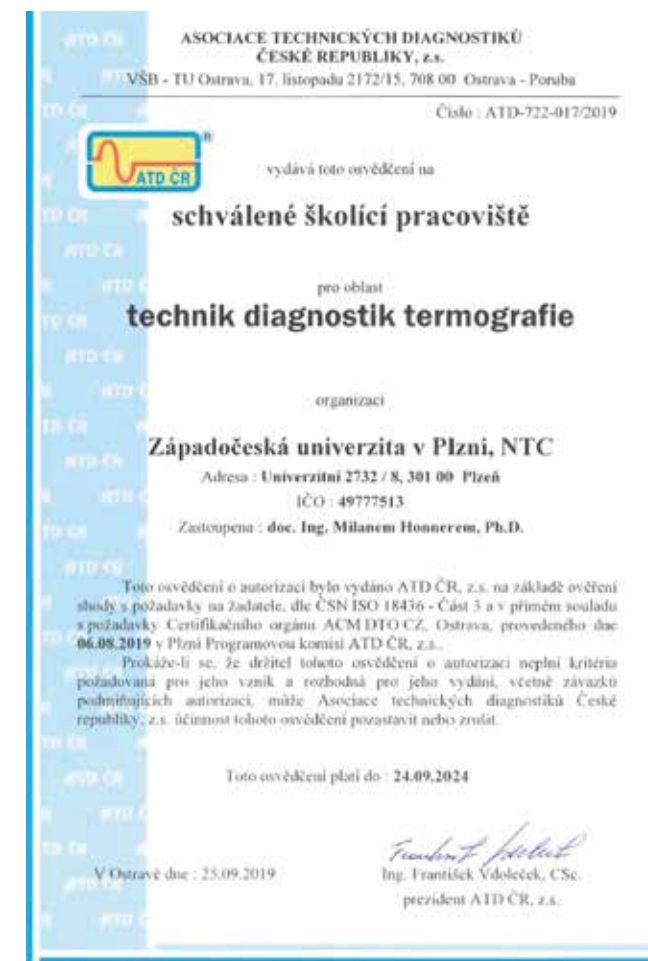 ASOCIACE TECHNICKÝCH DIAGNOSTIKŮ
ČESKÉ REPUBLIKY, z.s.
VŠB - TU Ostrava, 17. listopadu 2172/15, 708 00 Ostrava - Poruba
Číslo : ATD-722-017/2019
ATD ČR ®
vydává toto osvědčení na
schválené školící pracoviště
pro oblast
technik diagnostik termografie
organizaci
Západočeská univerzita v Plzni, NTC
Adresa : Univerzitní 2732 / 8, 301 00 Plzeň
IČO : 49777513
Zastoupena : doc. Ing. Milanem Honnerem, Ph.D.
Toto osvědčení o autorizaci bylo vydáno ATD ČR, z.s. na základě ověření
shody s požadavky na žadatele, dle ČSN ISO 18436 - Část 3 a v přímém souladu
s požadavky Certifikačního orgánu ACM DTO CZ, Ostrava, provedeného dne
06.08.2019 v Plzni Programovou komisí ATD ČR, z.s..
Prokáže-li se, že držitel tohoto osvědčení o autorizaci neplní kritéria
požadovaná pro jeho vznik a rozhodná pro jeho vydání, včetně závazků
podmiňujících autorizaci, může Asociace technických diagnostiků České
republiky, z.s. účinnost tohoto osvědčení pozastavit nebo zrušit.
Toto osvědčení platí do : 24.09.2024
V Ostravě dne : 25.09.2019
Ing. František Vdoleček, CSc.
prezident ATD ČR, z.s.